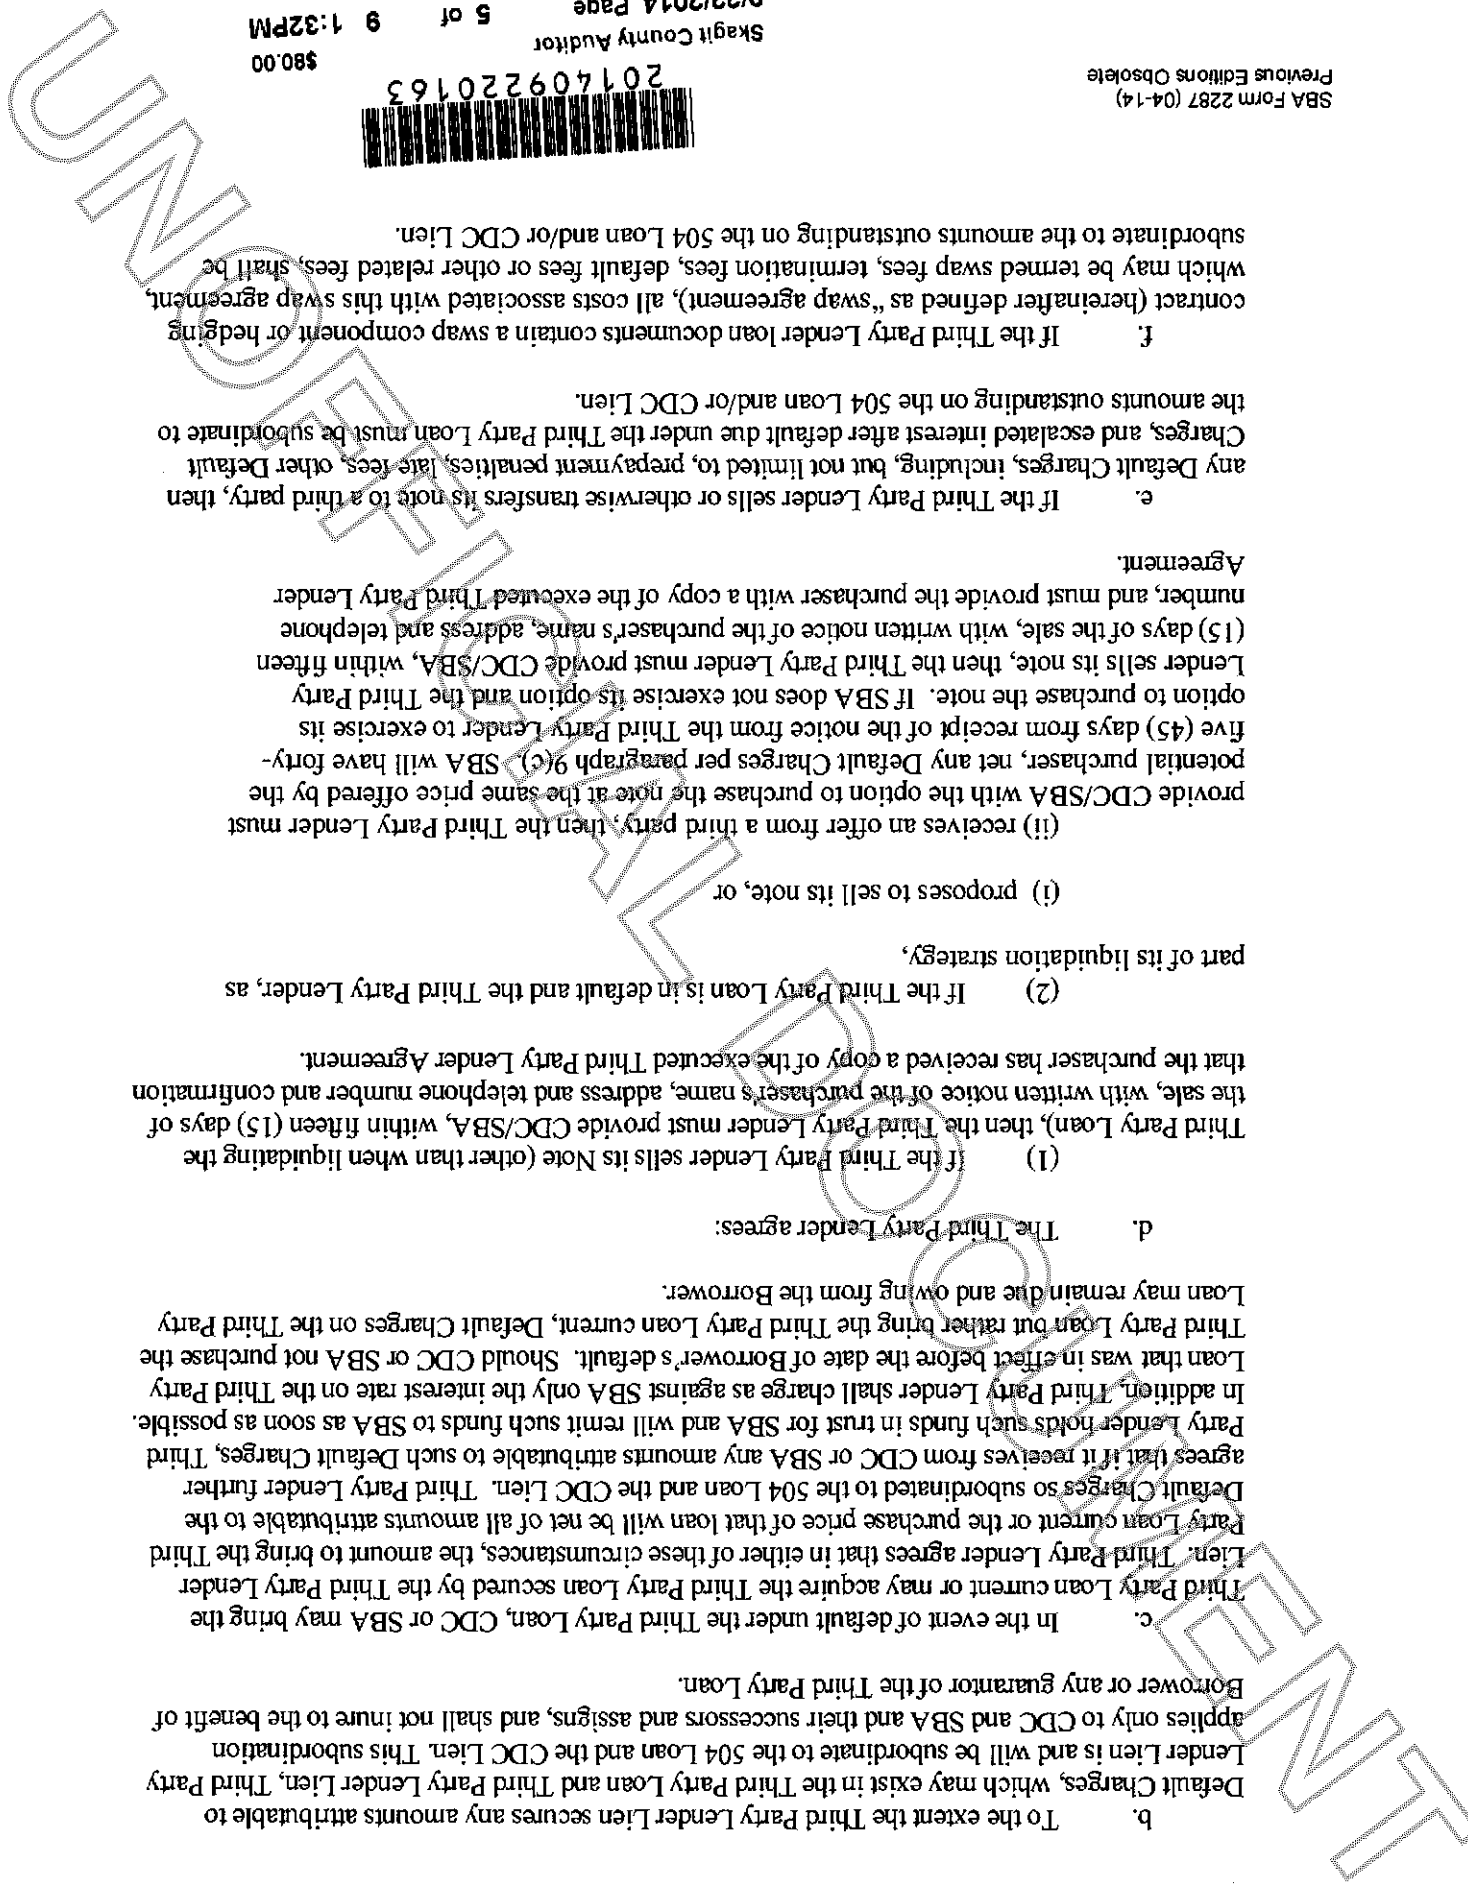 b. To the extent the Third Party Lender Lien secures any amounts attributable to
Default Charges, which may exist in the Third Party Loan and Third Party Lender Lien, Third Party
Lender Lien is and will be subordinate to the 504 Loan and the CDC Lien. This subordination
applies only to CDC and SBA and their successors and assigns, and shall not inure to the benefit of
Borrower or any guarantor of the Third Party Loan.
c. In the event of default under the Third Party Loan, CDC or SBA may bring the
Third Party Loan current or may acquire the Third Party Loan secured by the Third Party Lender
Lien. Third Party Lender agrees that in either of these circumstances, the amount to bring the Third
Party Loan current or the purchase price of that loan will be net of all amounts attributable to the
Default Charges so subordinated to the 504 Loan and the CDC Lien. Third Party Lender further
agrees that if it receives from CDC or SBA any amounts attributable to such Default Charges, Third
Party Lender holds such funds in trust for SBA and will remit such funds to SBA as soon as possible.
In addition, Third Party Lender shall charge as against SBA only the interest rate on the Third Party
Loan that was in effect before the date of Borrower's default. Should CDC or SBA not purchase the
Third Party Loan but rather bring the Third Party Loan current, Default Charges on the Third Party
Loan may remain due and owing from the Borrower.
d. The Third Party Lender agrees:
(1) If the Third Party Lender sells its Note (other than when liquidating the
Third Party Loan), then the Third Party Lender must provide CDC/SBA, within fifteen (15) days of
the sale, with written notice of the purchaser's name, address and telephone number and confirmation
that the purchaser has received a copy of the executed Third Party Lender Agreement.
(2) If the Third Party Loan is in default and the Third Party Lender, as
part of its liquidation strategy,
(i) proposes to sell its note, or
(ii) receives an offer from a third party, then the Third Party Lender must
provide CDC/SBA with the option to purchase the note at the same price offered by the
potential purchaser, net any Default Charges per paragraph 9(c). SBA will have forty-
five (45) days from receipt of the notice from the Third Party Lender to exercise its
option to purchase the note. If SBA does not exercise its option and the Third Party
Lender sells its note, then the Third Party Lender must provide CDC/SBA, within fifteen
(15) days of the sale, with written notice of the purchaser's name, address and telephone
number, and must provide the purchaser with a copy of the executed Third Party Lender
Agreement.
e. If the Third Party Lender sells or otherwise transfers its note to a third party, then
any Default Charges, including, but not limited to, prepayment penalties, late fees, other Default
Charges, and escalated interest after default due under the Third Party Loan must be subordinate to
the amounts outstanding on the 504 Loan and/or CDC Lien.
f. If the Third Party Lender loan documents contain a swap component or hedging
contract (hereinafter defined as "swap agreement), all costs associated with this swap agreement,
which may be termed swap fees, termination fees, default fees or other related fees, shall be
subordinate to the amounts outstanding on the 504 Loan and/or CDC Lien.
SBA Form 2287 (04-14)
Previous Editions Obsolete
201409220163
Skagit County Auditor $80.00
9/22/2014 Page 5 of 9 1:32PM
UNOFFICIAL DOCUMENT